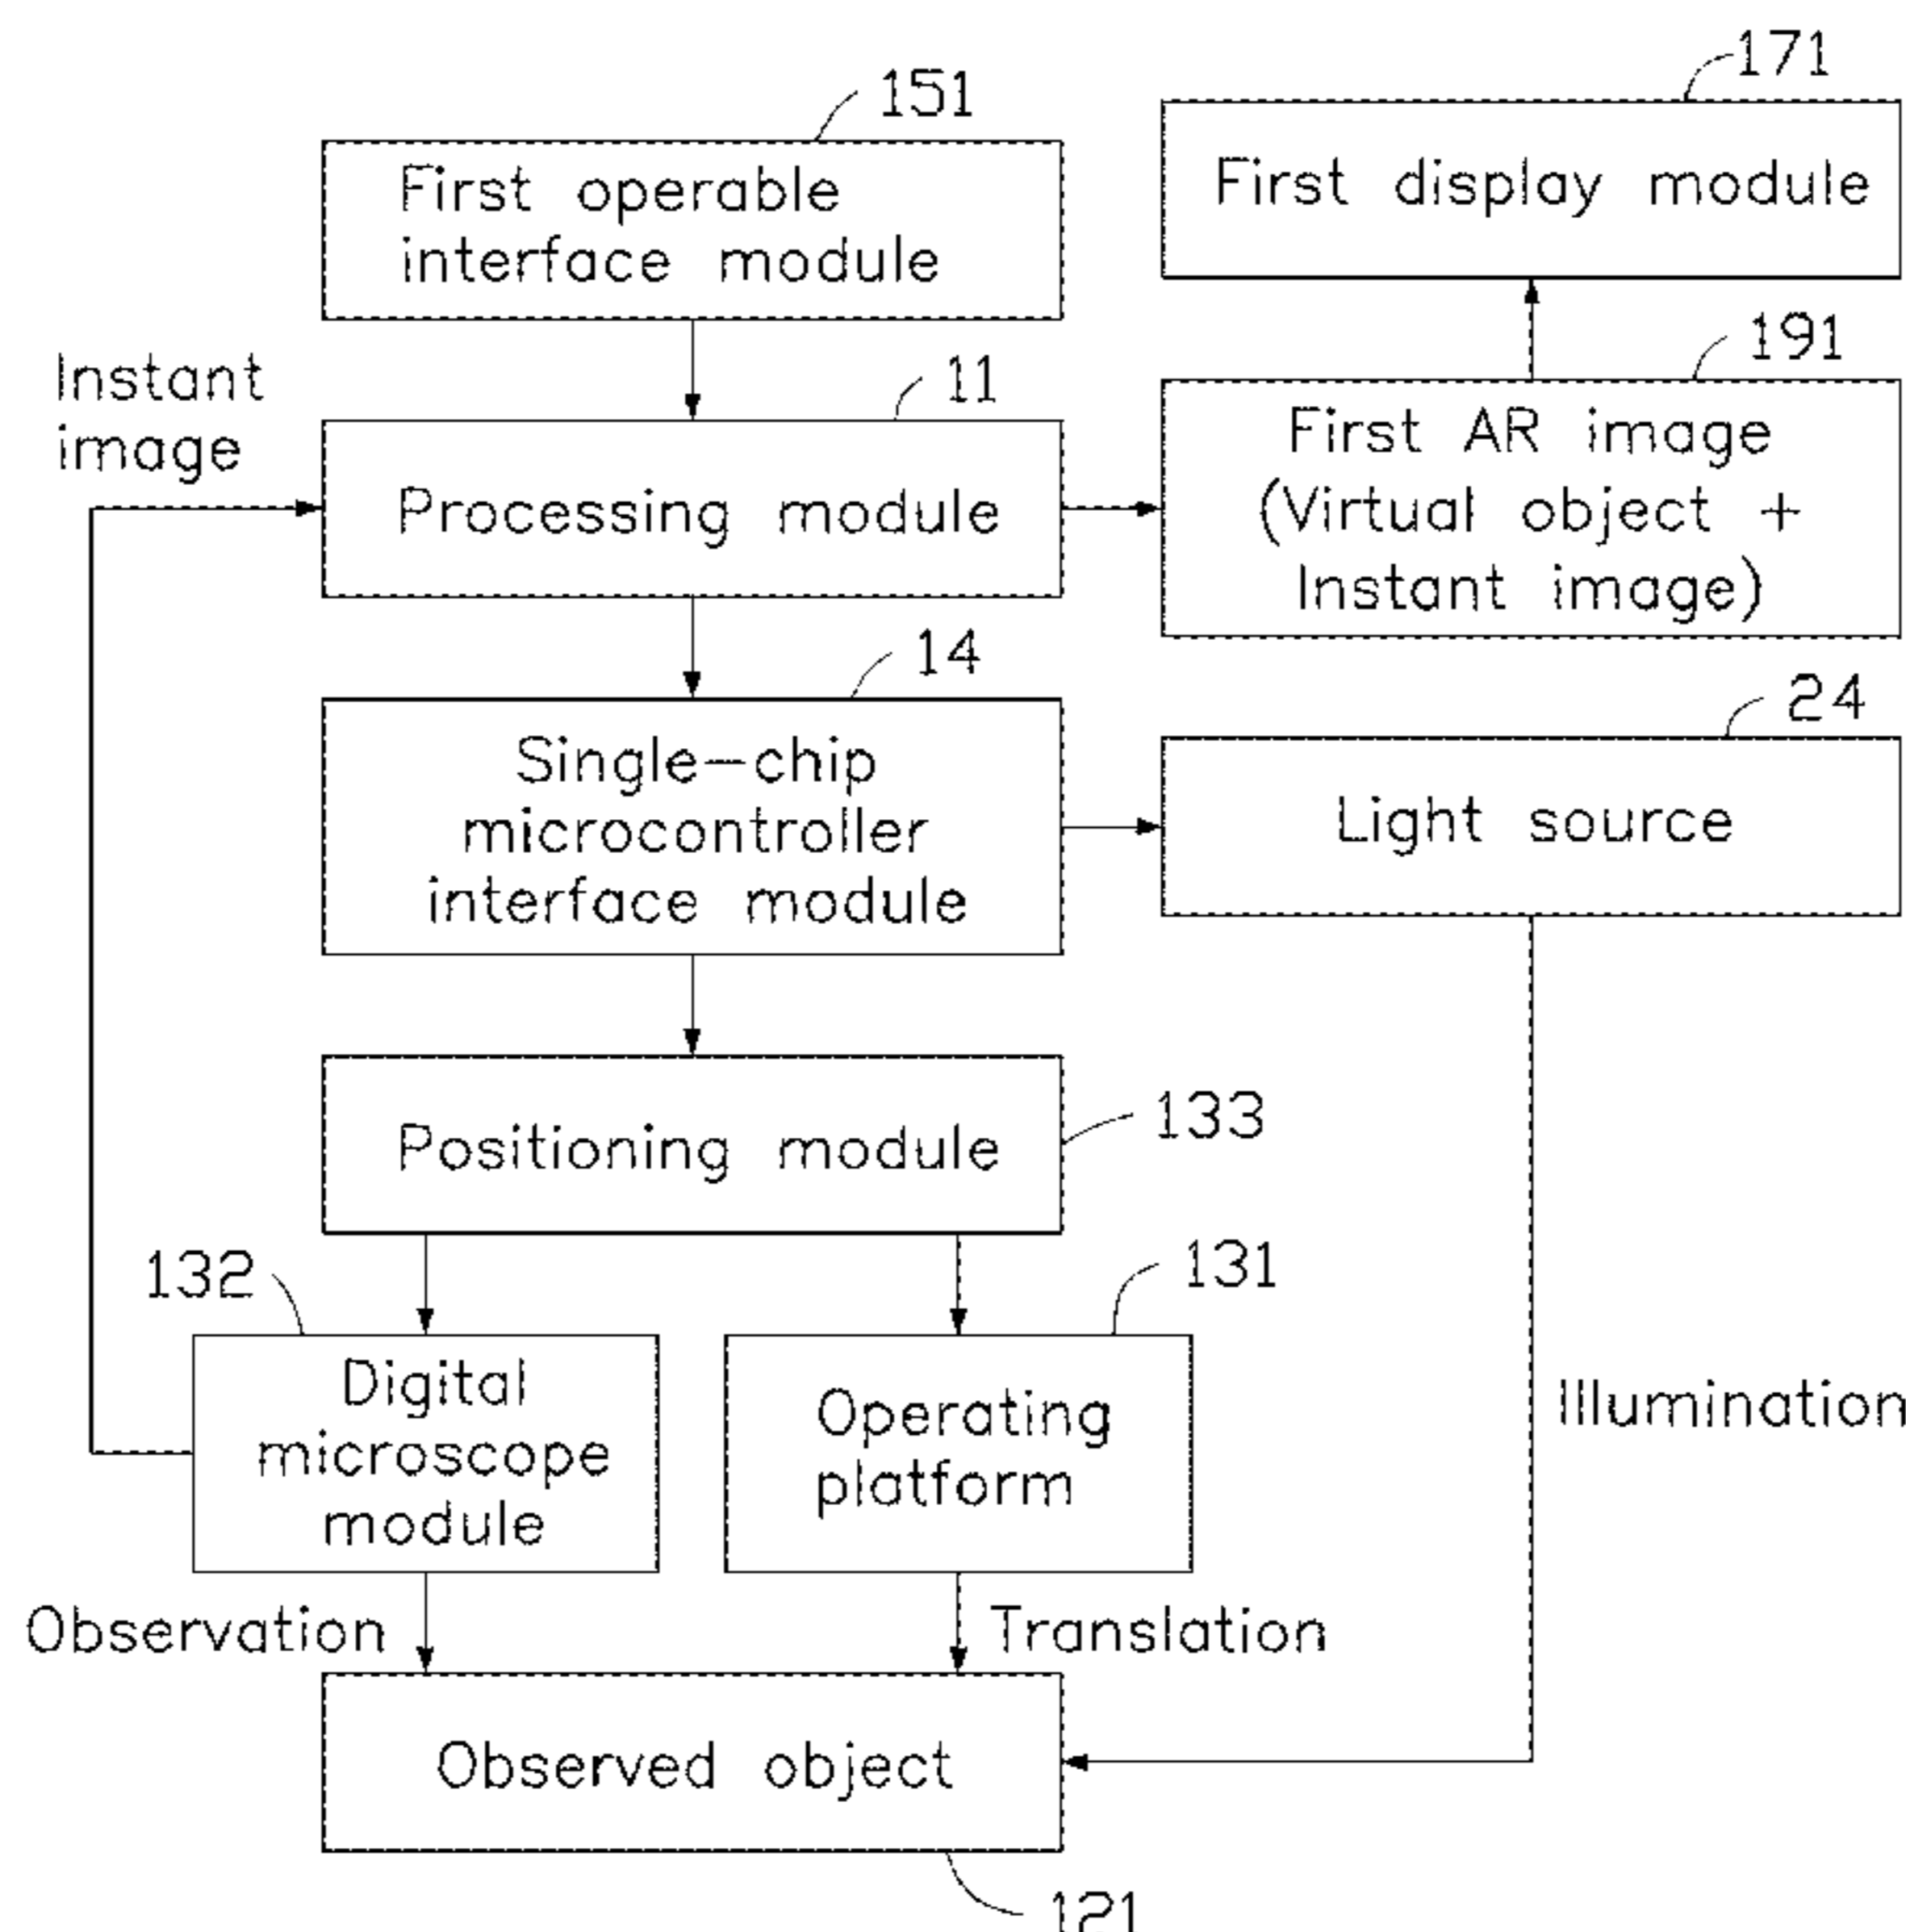 171
151
First operable
interface module
First display module
Instant
image
11
191
Processing module
First AR image
(Virtual object +
Instant image)
14
24
Single-chip
microcontroller
interface module
Light source
Positioning module
133
132
131
Digital
microscope
module
Operating
platform
Illumination
Observation
Translation
Observed object
121